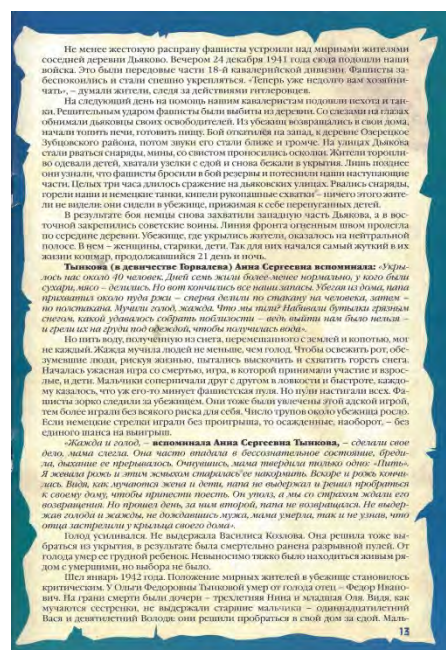 Не менее жестокую расправу фашисты устроили над мирными жителями
соседней деревни Дьяково. Вечером 24 декабря 1941 года сюда подошли наши
войска. Это были передовые части 18-й кавалерийской дивизии. Фашисты за-
беспокоились и стали спешно укрепляться. «Теперь уже недолго вам хозяйни-
чать», – думали жители, следя за действиями гитлеровцев.
На следующий день на помощь нашим кавалеристам подошли пехота и тан-
ки. Решительным ударом фашисты были выбиты из деревни. Со слезами на глазах
обнимали дьяковцы своих освободителей. Из убежищ возвращались в свои дома,
начали топить печи, готовить пищу. Бой откатился на запад, к деревне Озерецкое
Зубцовского района, потом звуки его стали ближе и громче. На улицах Дьякова
стали рваться снаряды, мины, со свистом проносились осколки. Жители торопли-
во одевали детей, хватали узелки с едой и снова бежали в укрытия. Лишь позднее
они узнали, что фашисты бросили в бой резервы и потеснили наши наступающие
части. Целых три часа длилось сражение на дьяковских улицах. Рвались снаряды,
горели наши и немецкие танки, кипели рукопашные схватки – ничего этого жите-
ли не видели: они сидели в убежище, прижимая к себе перепуганных детей.
В результате боя немцы снова захватили западную часть Дьякова, а в вос-
точной закрепились советские воины. Линия фронта огненным швом пролегла
по середине деревни. Убежище, где укрылись жители, оказалось на нейтральной
полосе. В нем – женщины, старики, дети. Так для них начался самый жуткий в их
жизни кошмар, продолжавшийся 21 день и ночь.
Тынкова (в девичестве Горвалева) Анна Сергеевна вспоминала: «Укры-
лось нас около 40 человек. Дней семь жили более-менее нормально, у кого были
сухари, мясо – делились. Но вот кончились все наши запасы. Убегая из дома, папа
прихватил около пуда ржи – сперва делили по стакану на человека, затем –
по полстакана. Мучили голод, жажда. Что мы пили? Набивали бутылки грязным
снегом, какой удавалось собрать поблизости – ведь выйти нам было нельзя –
и грели их на груди под одеждой, чтобы получилась вода».
Но пить воду, полученную из снега, перемешанного с землей и копотью, мог
не каждый. Жажда мучила людей не меньше, чем голод. Чтобы освежить рот, обе-
зумевшие люди, рискуя жизнью, пытались выскочить и схватить горсть снега.
Началась ужасная игра со смертью, игра, в которой принимали участие и взрос-
лые, и дети. Мальчики соперничали друг с другом в ловкости и быстроте, каждо-
му казалось, что уж его-то минует фашистская пуля. Но пули настигали всех. Фа-
шисты зорко следили за убежищем. Они тоже были увлечены этой адской игрой,
тем более играли без всякого риска для себя. Число трупов около убежища росло.
Если немецкие стрелки играли без проигрыша, то осажденные, наоборот, – без
единого шанса на выигрыш.
«Жажда и голод, – вспоминала Анна Сергеевна Тынкова, – сделали свое
дело, мама слегла. Она часто впадала в бессознательное состояние, бреди-
ла, дыхание ее прерывалось. Очнувшись, мама твердила только одно: «Пить».
Я жевала рожь и этим жмыхом старалась ее накормить. Вскоре и рожь кончи-
лась. Видя, как мучаются жена и дети, папа не выдержал и решил пробраться
к своему дому, чтобы принести поесть. Он уполз, а мы со страхом ждали его
возвращения. Но прошел день, за ним второй, папа не возвращался. Не выдер-
жав голода и жажды, не дождавшись мужа, мама умерла, так и не узнав, что
отца застрелили у крыльца своего дома».
Голод усиливался. Не выдержала Василиса Козлова. Она решила тоже вы-
браться из укрытия, в результате была смертельно ранена разрывной пулей. От
голода умер ее грудной ребенок. Невыносимо тяжко было находиться живым ря-
дом с умершими, но выбора не было.
Шел январь 1942 года. Положение мирных жителей в убежище становилось
критическим. У Ольги Федоровны Тынковой умер от голода отец – Федор Ивано-
вич. На грани смерти были дочери – трехлетняя Нина и младшая Оля. Видя, как
мучаются сестренки, не выдержали старшие мальчики – одиннадцатилетний
Вася и девятилетний Володя: они решили пробраться в свой дом за едой. Маль-
13